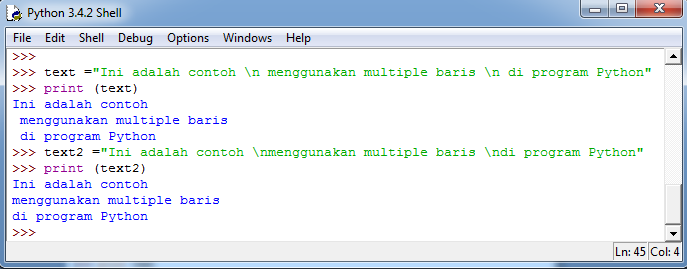 Python 3.4.2 Shell
File Edit Shell Debug Options Windows Help
>>>
>>> text ="Ini adalah contoh \n menggunakan multiple baris \n di program Python"
>>> print (text)
Ini adalah contoh
 menggunakan multiple baris
 di program Python
>>> text2 ="Ini adalah contoh \nmenggunakan multiple baris \ndi program Python"
>>> print (text2)
Ini adalah contoh
menggunakan multiple baris
di program Python
>>>
Ln: 45 Col: 4